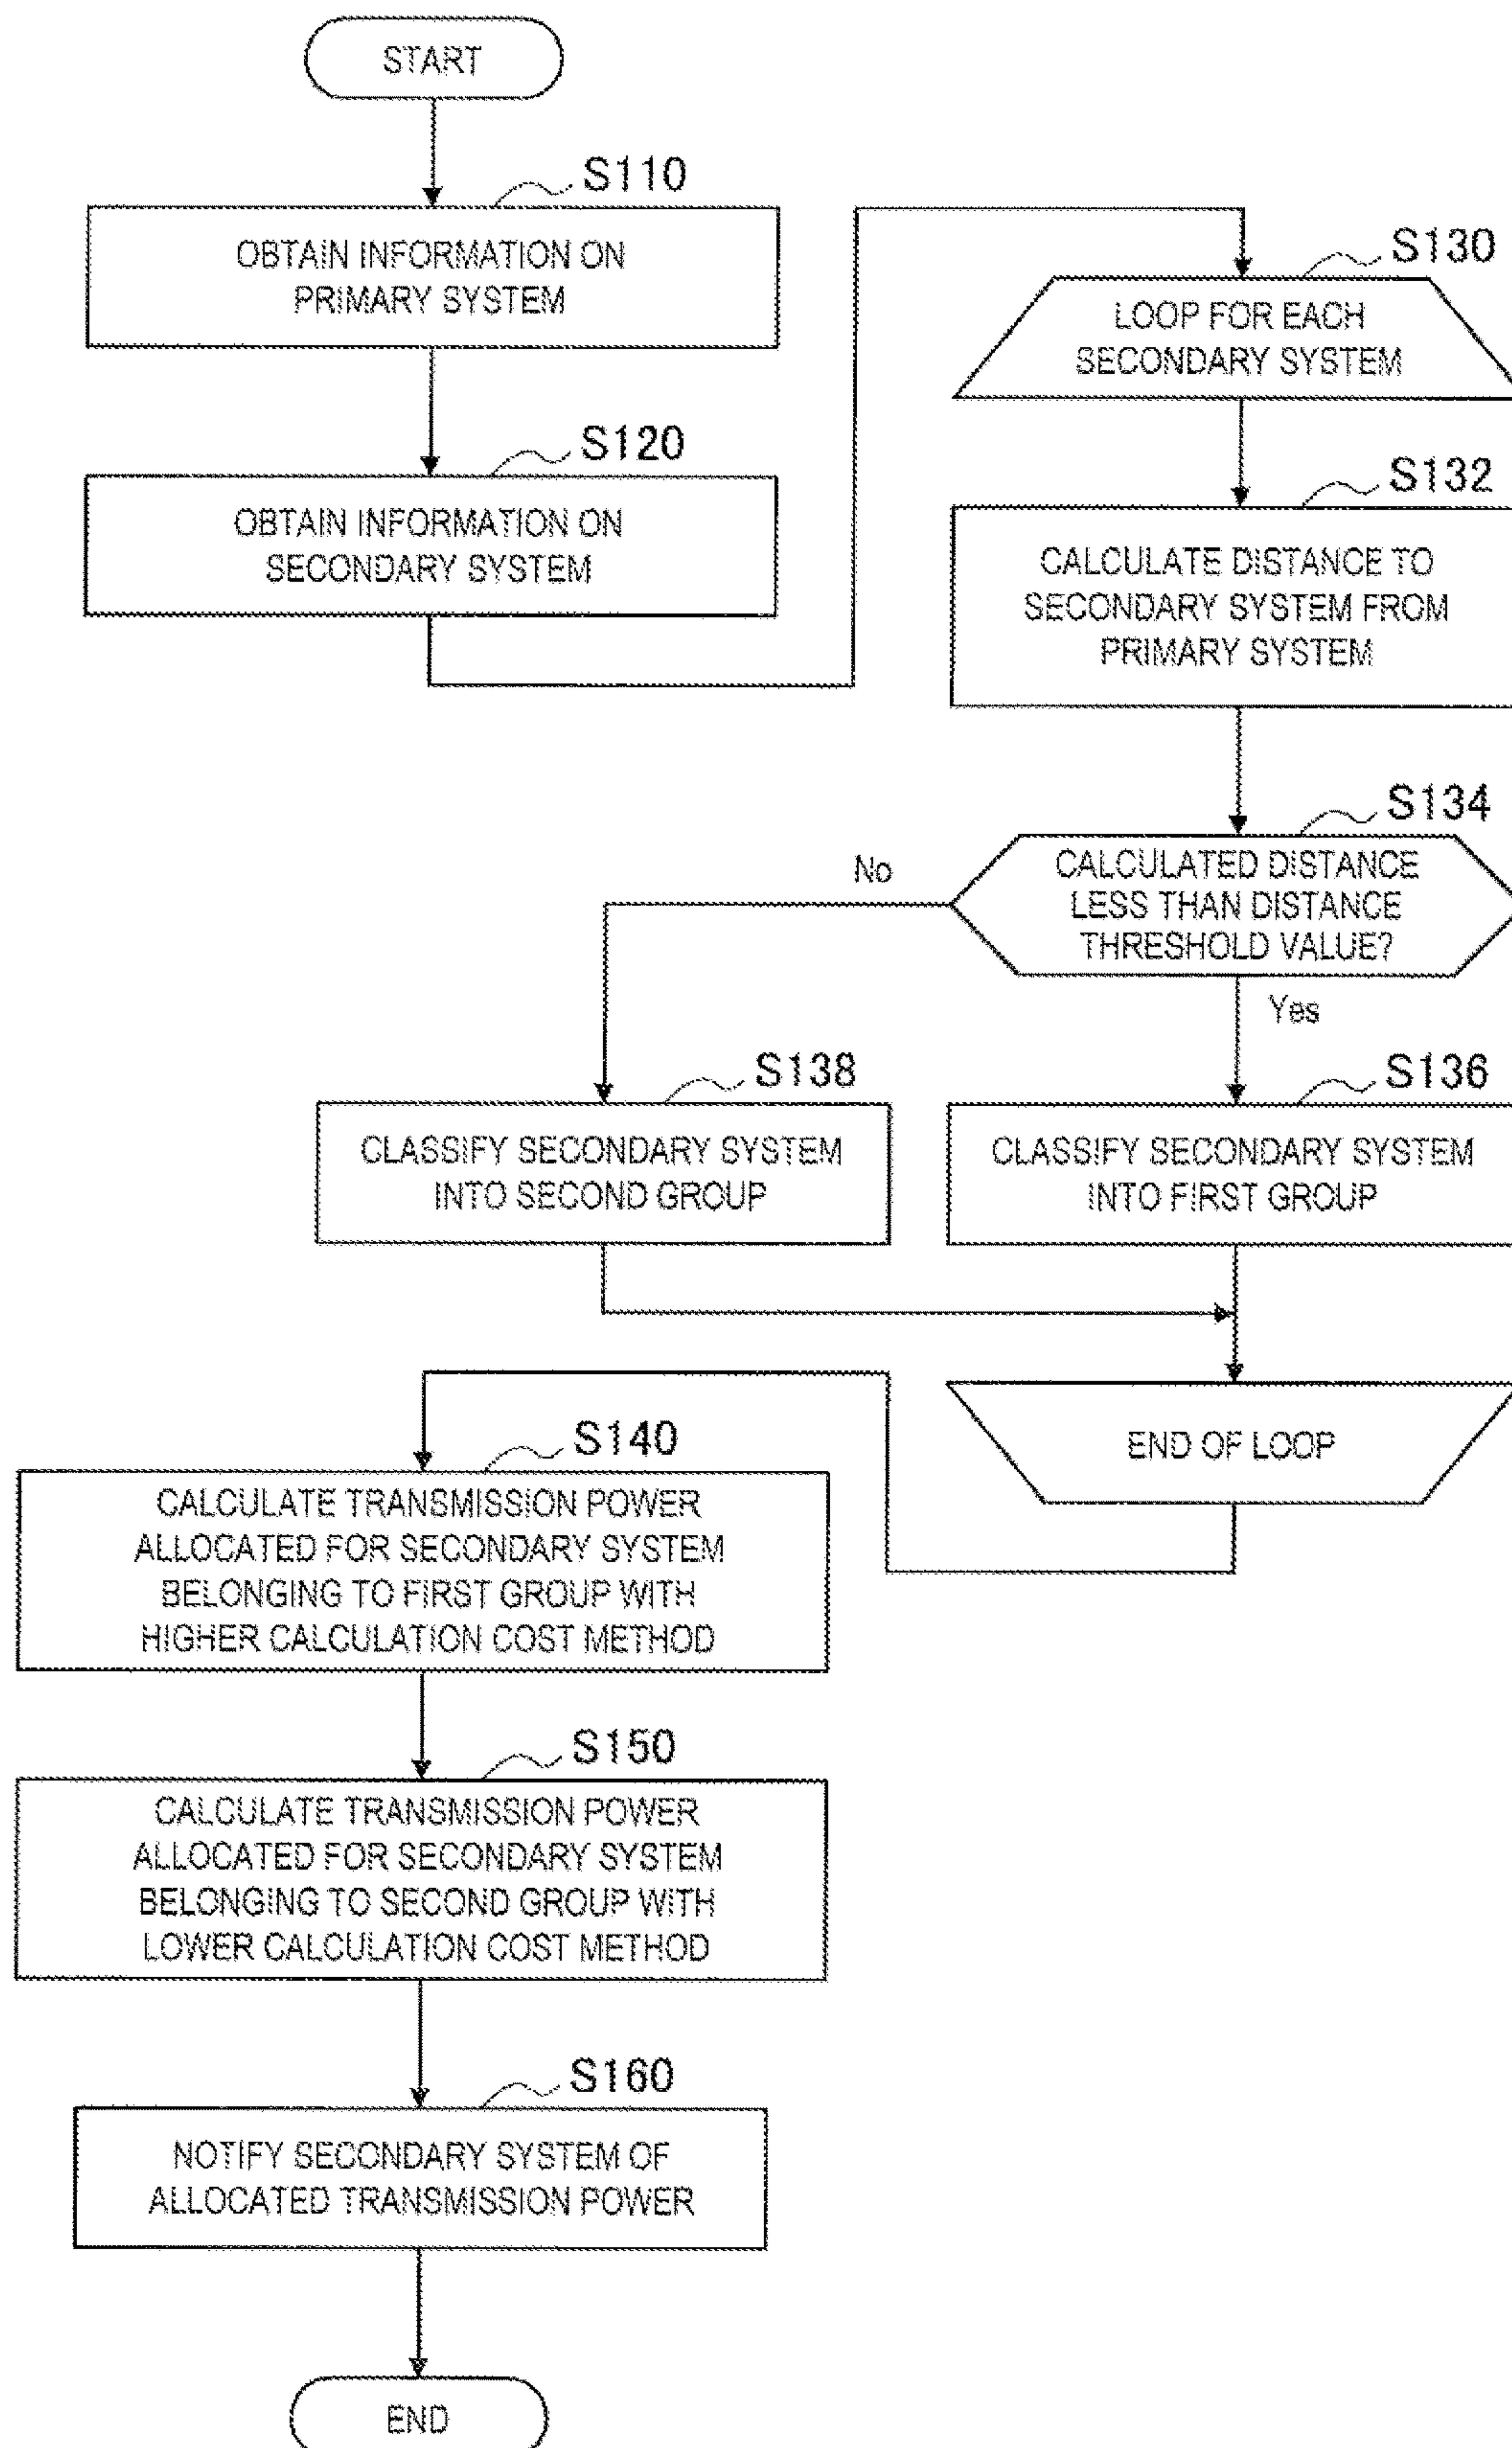 START
S110
OBTAIN INFORMATION ON
PRIMARY SYSTEM
S120
OBTAIN INFORMATION ON
SECONDARY SYSTEM
S130
LOOP FOR EACH
SECONDARY SYSTEM
S132
CALCULATE DISTANCE TO
SECONDARY SYSTEM FROM
PRIMARY SYSTEM
S134
CALCULATED DISTANCE
LESS THAN DISTANCE
THRESHOLD VALUE?
No
Yes
S138
CLASSIFY SECONDARY SYSTEM
INTO SECOND GROUP
S136
CLASSIFY SECONDARY SYSTEM
INTO FIRST GROUP
END OF LOOP
S140
CALCULATE TRANSMISSION POWER
ALLOCATED FOR SECONDARY SYSTEM
BELONGING TO FIRST GROUP WITH
HIGHER CALCULATION COST METHOD
S150
CALCULATE TRANSMISSION POWER
ALLOCATED FOR SECONDARY SYSTEM
BELONGING TO SECOND GROUP WITH
LOWER CALCULATION COST METHOD
S160
NOTIFY SECONDARY SYSTEM OF
ALLOCATED TRANSMISSION POWER
END